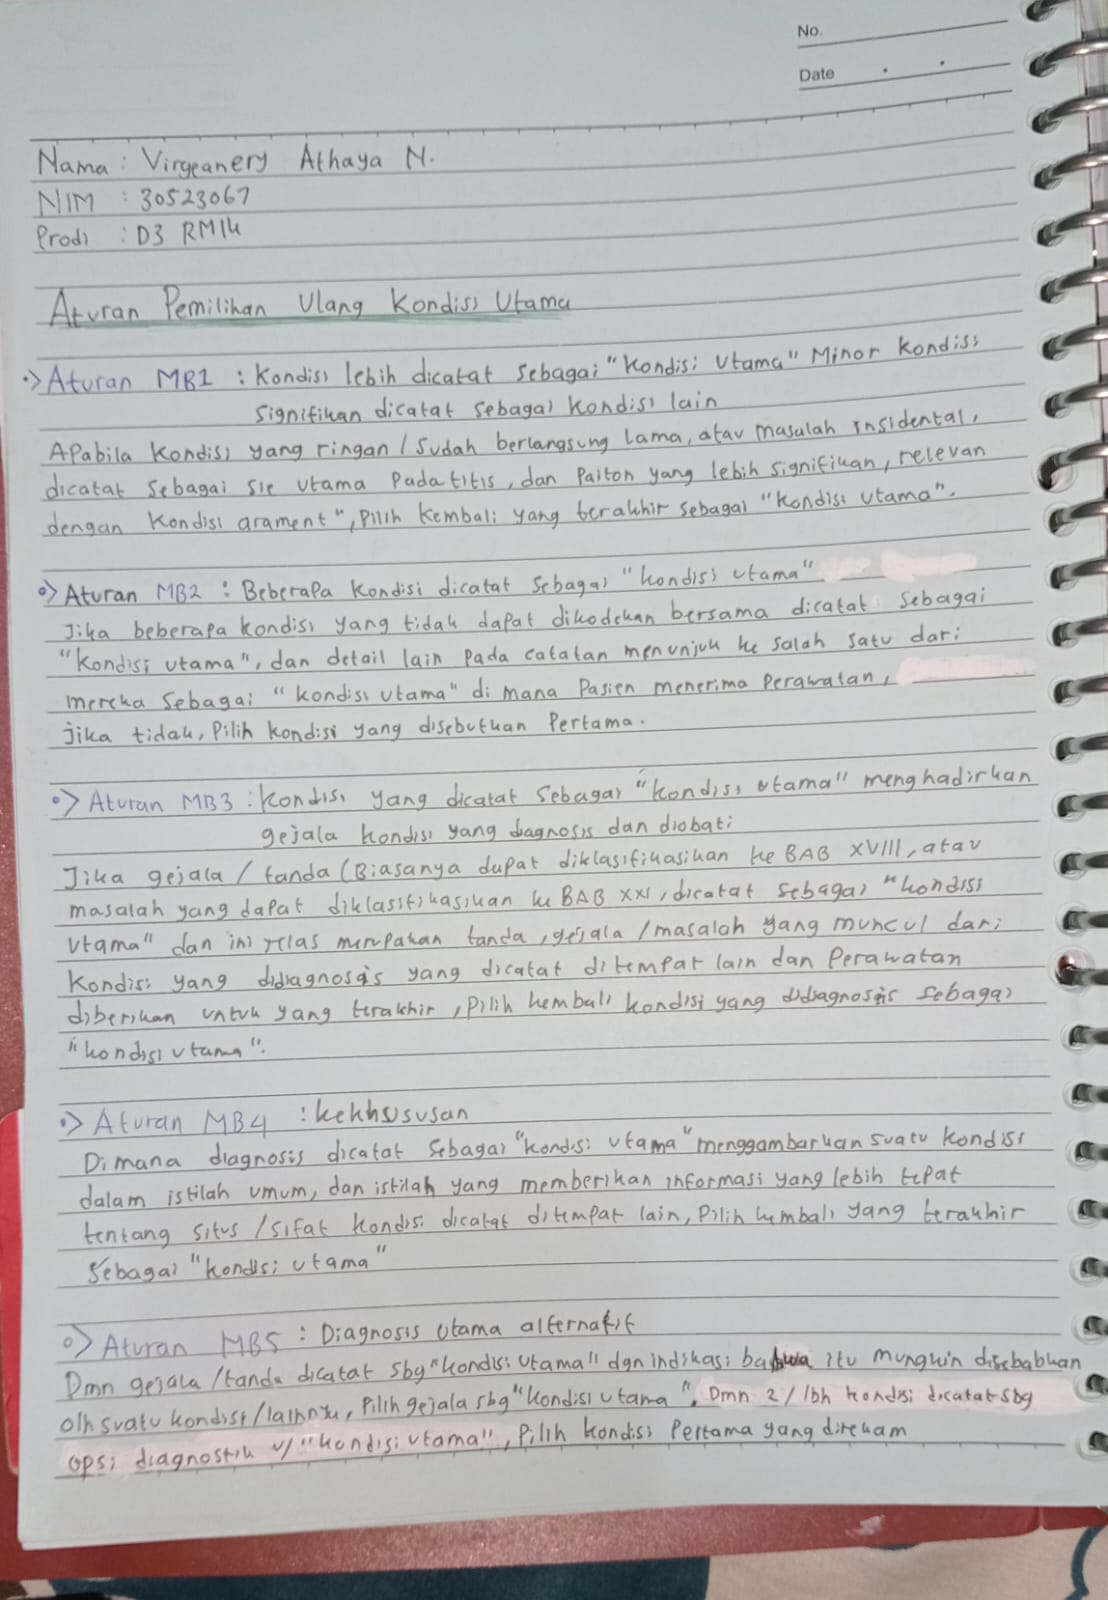 No.
Date
Nama : Virgeanery Athaya N.
NIM : 30523067
Prodi : D3 RMIK
Aturan Pemilihan Ulang Kondisi Utama
•> Aturan MB1 : Kondisi lebih dicatat sebagai "Kondisi Utama" Minor kondisi
signifikan dicatat sebagai kondisi lain
Apabila kondisi yang ringan / sudah berlangsung lama, atau masalah insidental,
dicatat sebagai sie utama pada titis, dan paiton yang lebih signifikan, relevan
dengan kondisi arament", pilih kembali yang terakhir sebagai "kondisi utama".
•> Aturan MB2 : Beberapa kondisi dicatat sebagai "kondisi utama"
Jika beberapa kondisi yang tidak dapat dikodekan bersama dicatat sebagai
"kondisi utama", dan detail lain pada catatan menunjuk ke salah satu dari
mereka sebagai "kondisi utama" di mana pasien menerima perawatan,
jika tidak, pilih kondisi yang disebutkan pertama.
•> Aturan MB3 : Kondisi yang dicatat sebagai "kondisi utama" menghadirkan
gejala kondisi yang diagnosis dan diobati
Jika gejala / tanda (Biasanya dapat diklasifikasikan ke BAB XVIII, atau
masalah yang dapat diklasifikasikan ke BAB XXI, dicatat sebagai "kondisi
utama" dan ini jelas merupakan tanda, gejala / masalah yang muncul dari
kondisi yang didiagnosis yang dicatat ditempat lain dan perawatan
diberikan untuk yang terakhir, pilih kembali kondisi yang didiagnosis sebagai
"kondisi utama".
•> Aturan MB4 : kekhususan
Dimana diagnosis dicatat sebagai "kondisi utama" menggambarkan suatu kondisi
dalam istilah umum, dan istilah yang memberikan informasi yang lebih tepat
tentang situs / sifat kondisi dicatat ditempat lain, pilih kembali yang terakhir
sebagai "kondisi utama"
•> Aturan MB5 : Diagnosis utama alternatif
Dmn gejala / tanda dicatat sbg "kondisi utama" dgn indikasi bahwa itu mungkin disebabkan
olh suatu kondisi / lainnya, pilih gejala sbg "kondisi utama", Dmn 2 / lbh kondisi dicatat sbg
opsi diagnostik u/ "kondisi utama", pilih kondisi pertama yang direkam